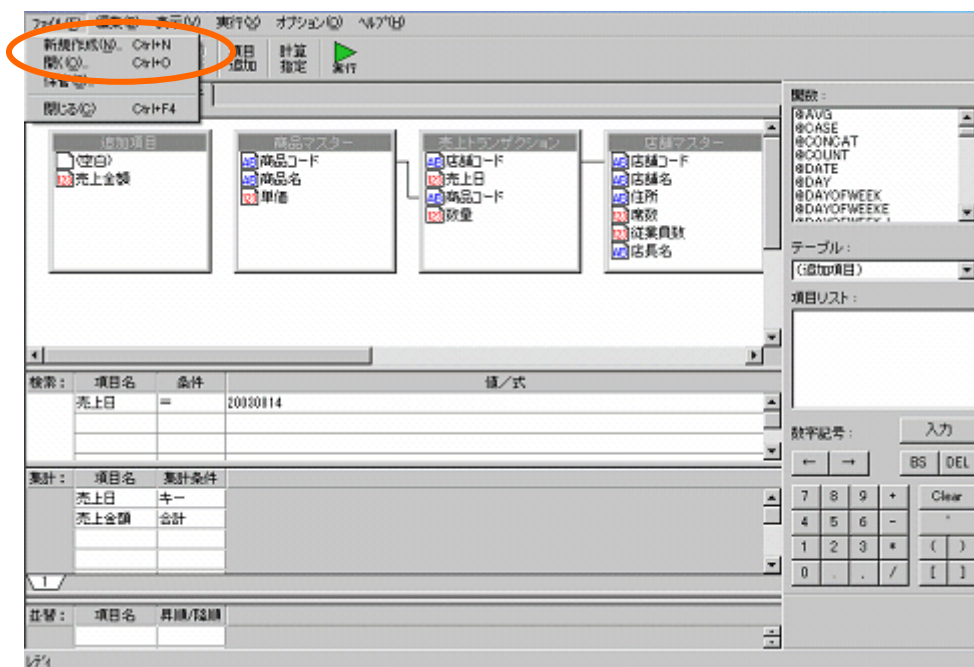 ファイル(F) 編集(E) 表示(V) 実行(X) オプション(O) ヘルプ(H)
新規作成(N)... Ctrl+N
開く(O)... Ctrl+O
閉じる(C) Ctrl+F4
項目追加 計算指定 実行
追加項目
(空白)
売上金額
商品マスター
商品コード
商品名
単価
売上トランザクション
店舗コード
売上日
商品コード
数量
店舗マスター
店舗コード
店舗名
住所
席数
従業員数
店長名
関数:
@AVG
@CASE
@CONCAT
@COUNT
@DATE
@DAY
@DAYOFWEEK
@DAYOFWEEKE
テーブル:
(追加項目)
項目リスト:
検索: 項目名 条件 値/式
売上日 = 20030814
集計: 項目名 集計条件
売上日 キー
売上金額 合計
1
並替: 項目名 昇順/降順
数字記号: 入力
← → BS DEL
7 8 9 + Clear
4 5 6 - '
1 2 3 * ( )
0 , . / [ ]
レディ